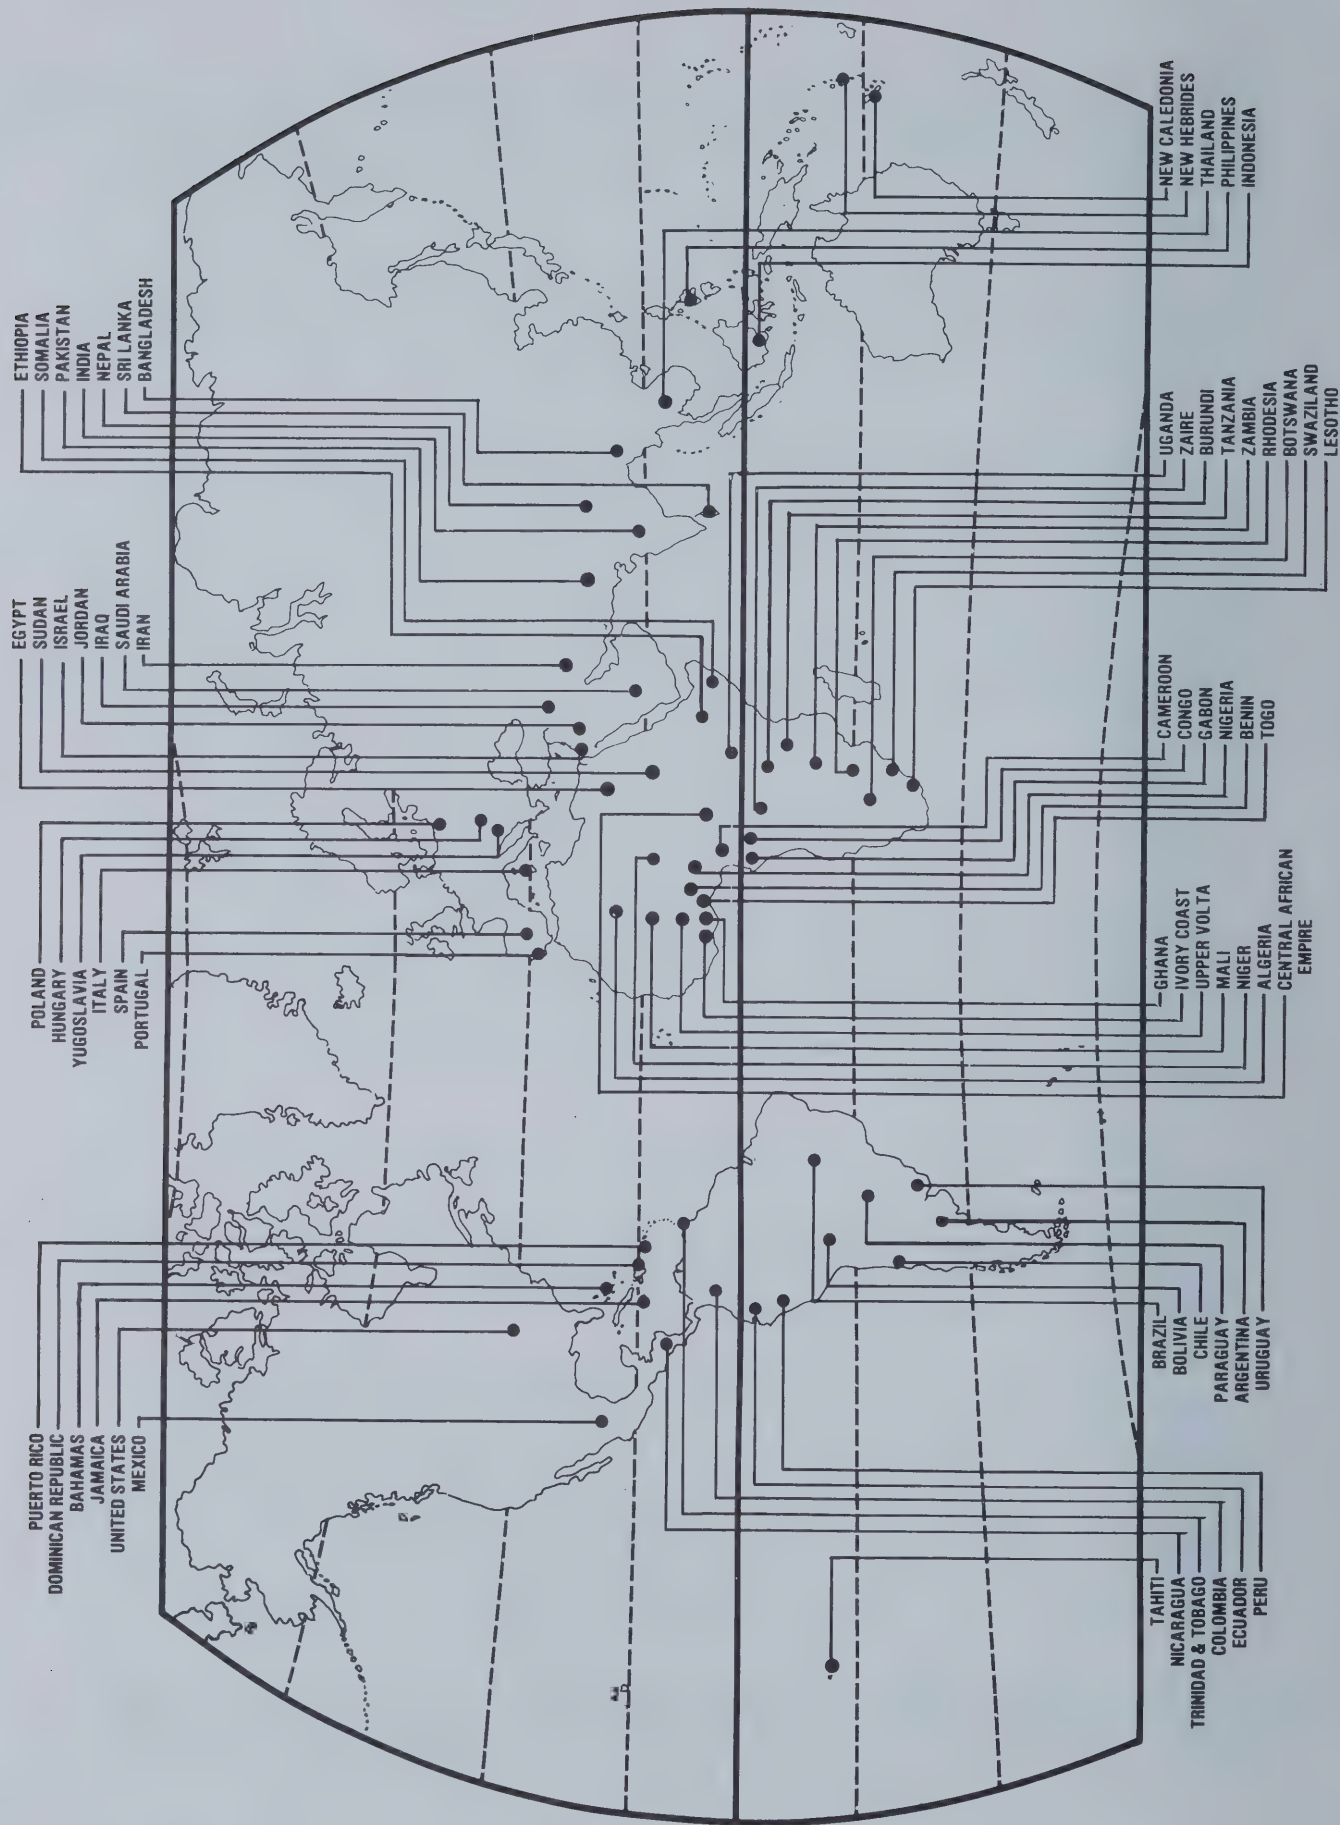 PUERTO RICO
DOMINICAN REPUBLIC
BAHAMAS
JAMAICA
UNITED STATES
MEXICO
POLAND
HUNGARY
YUGOSLAVIA
ITALY
SPAIN
PORTUGAL
EGYPT
SUDAN
ISRAEL
JORDAN
IRAQ
SAUDI ARABIA
IRAN
ETHIOPIA
SOMALIA
PAKISTAN
INDIA
NEPAL
SRI LANKA
BANGLADESH
TAHITI
NICARAGUA
TRINIDAD & TOBAGO
COLOMBIA
ECUADOR
PERU
BRAZIL
BOLIVIA
CHILE
PARAGUAY
ARGENTINA
URUGUAY
GHANA
IVORY COAST
UPPER VOLTA
MALI
NIGER
ALGERIA
CENTRAL AFRICAN
EMPIRE
CAMEROON
CONGO
GABON
NIGERIA
BENIN
TOGO
UGANDA
ZAIRE
BURUNDI
TANZANIA
ZAMBIA
RHODESIA
BOTSWANA
SWAZILAND
LESOTHO
NEW CALEDONIA
NEW HEBRIDES
THAILAND
PHILIPPINES
INDONESIA